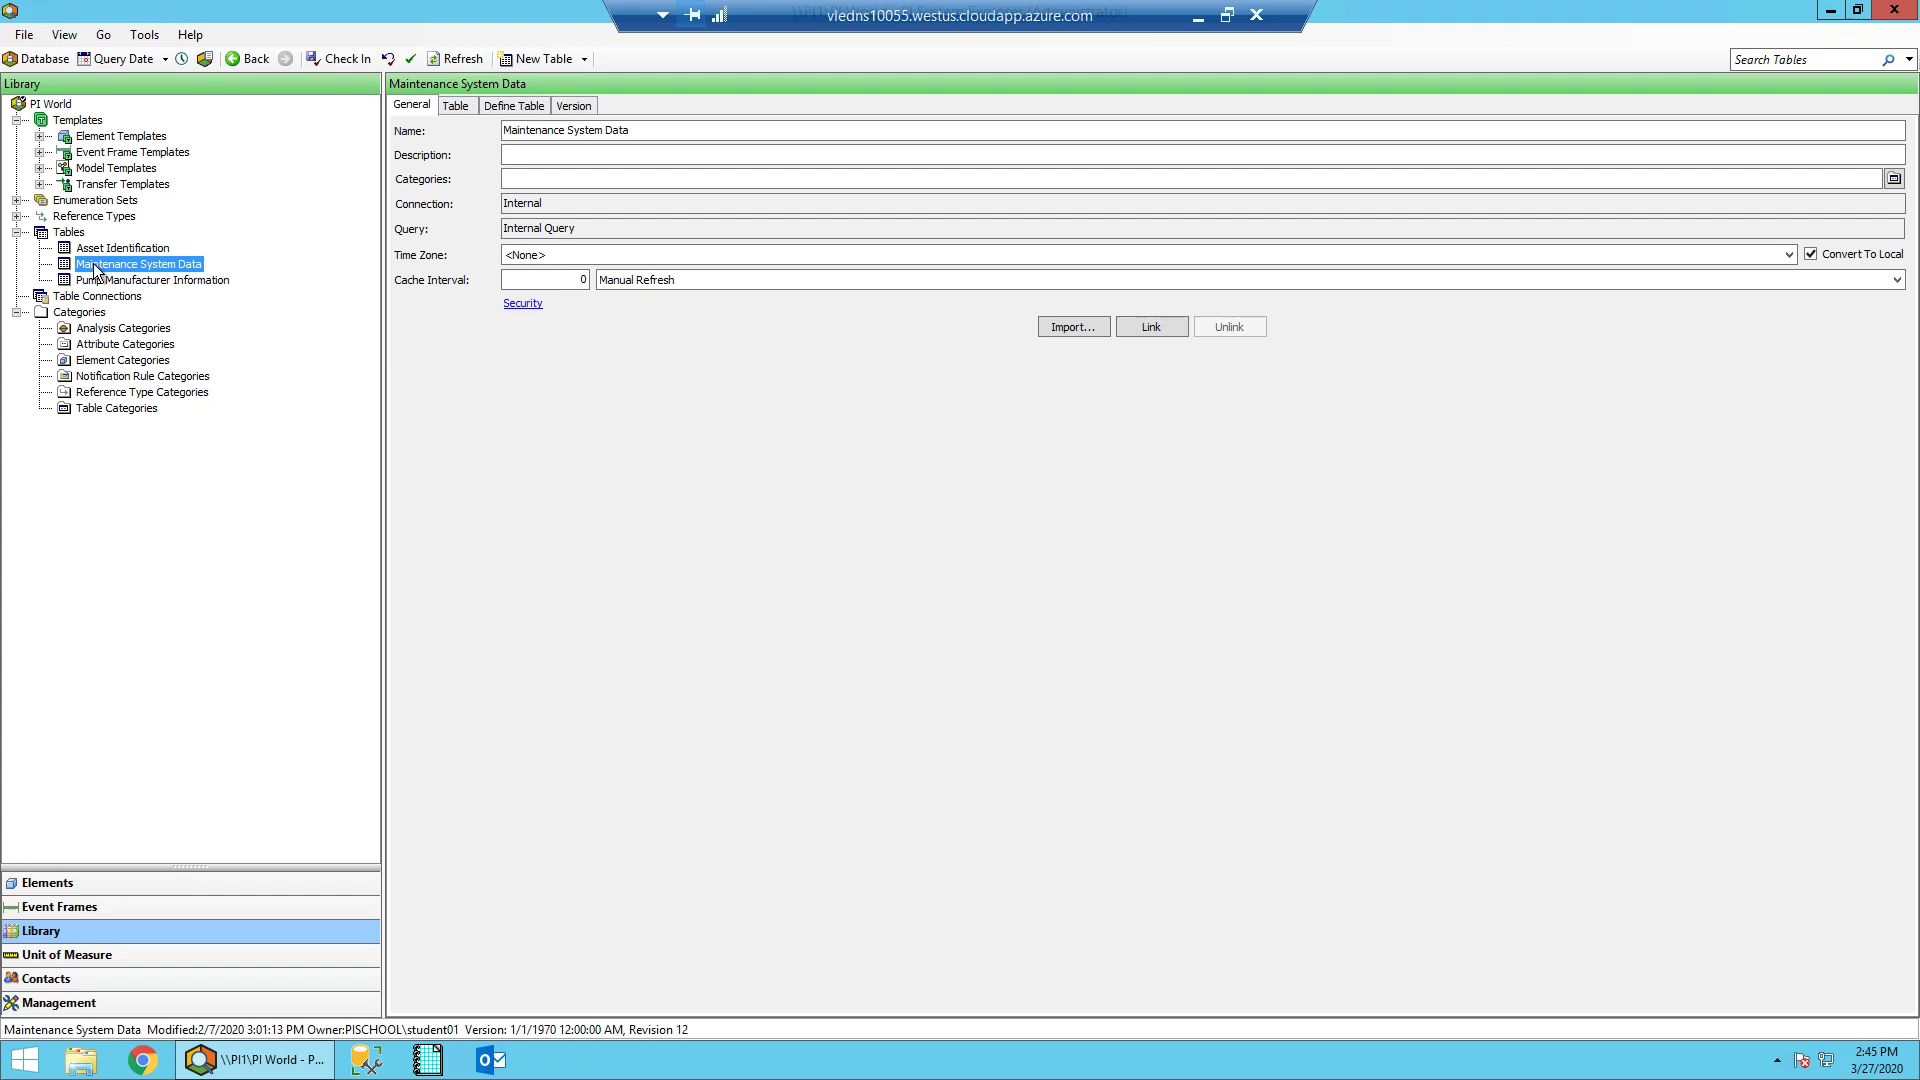 vledns10055.westus.cloudapp.azure.com
File View Go Tools Help
Database Query Date Back Check In Refresh New Table
Search Tables
Library
PI World
Templates
Element Templates
Event Frame Templates
Model Templates
Transfer Templates
Enumeration Sets
Reference Types
Tables
Asset Identification
Maintenance System Data
Pump Manufacturer Information
Table Connections
Categories
Analysis Categories
Attribute Categories
Element Categories
Notification Rule Categories
Reference Type Categories
Table Categories
Elements
Event Frames
Library
Unit of Measure
Contacts
Management
Maintenance System Data
General Table Define Table Version
Name: Maintenance System Data
Description:
Categories:
Connection: Internal
Query: Internal Query
Time Zone: <None> Convert To Local
Cache Interval: 0 Manual Refresh
Security
Import... Link Unlink
Maintenance System Data Modified:2/7/2020 3:01:13 PM Owner:PISCHOOL\student01 Version: 1/1/1970 12:00:00 AM, Revision 12
\\PI1\PI World - P...
2:45 PM
3/27/2020